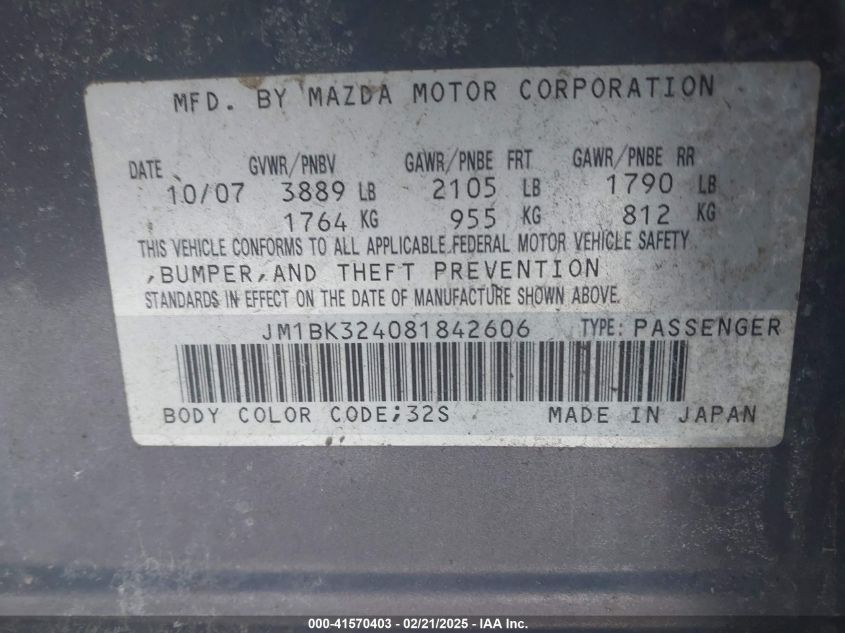 MFD. BY MAZDA MOTOR CORPORATION
DATE GVWR/PNBV GAWR/PNBE FRT GAWR/PNBE RR
10/07 3889 LB 2105 LB 1790 LB
1764 KG 955 KG 812 KG
THIS VEHICLE CONFORMS TO ALL APPLICABLE FEDERAL MOTOR VEHICLE SAFETY
,BUMPER,AND THEFT PREVENTION
STANDARDS IN EFFECT ON THE DATE OF MANUFACTURE SHOWN ABOVE.
JM1BK324081842606 TYPE: PASSENGER
BODY COLOR CODE;32S MADE IN JAPAN
000-41570403 - 02/21/2025 - IAA Inc.